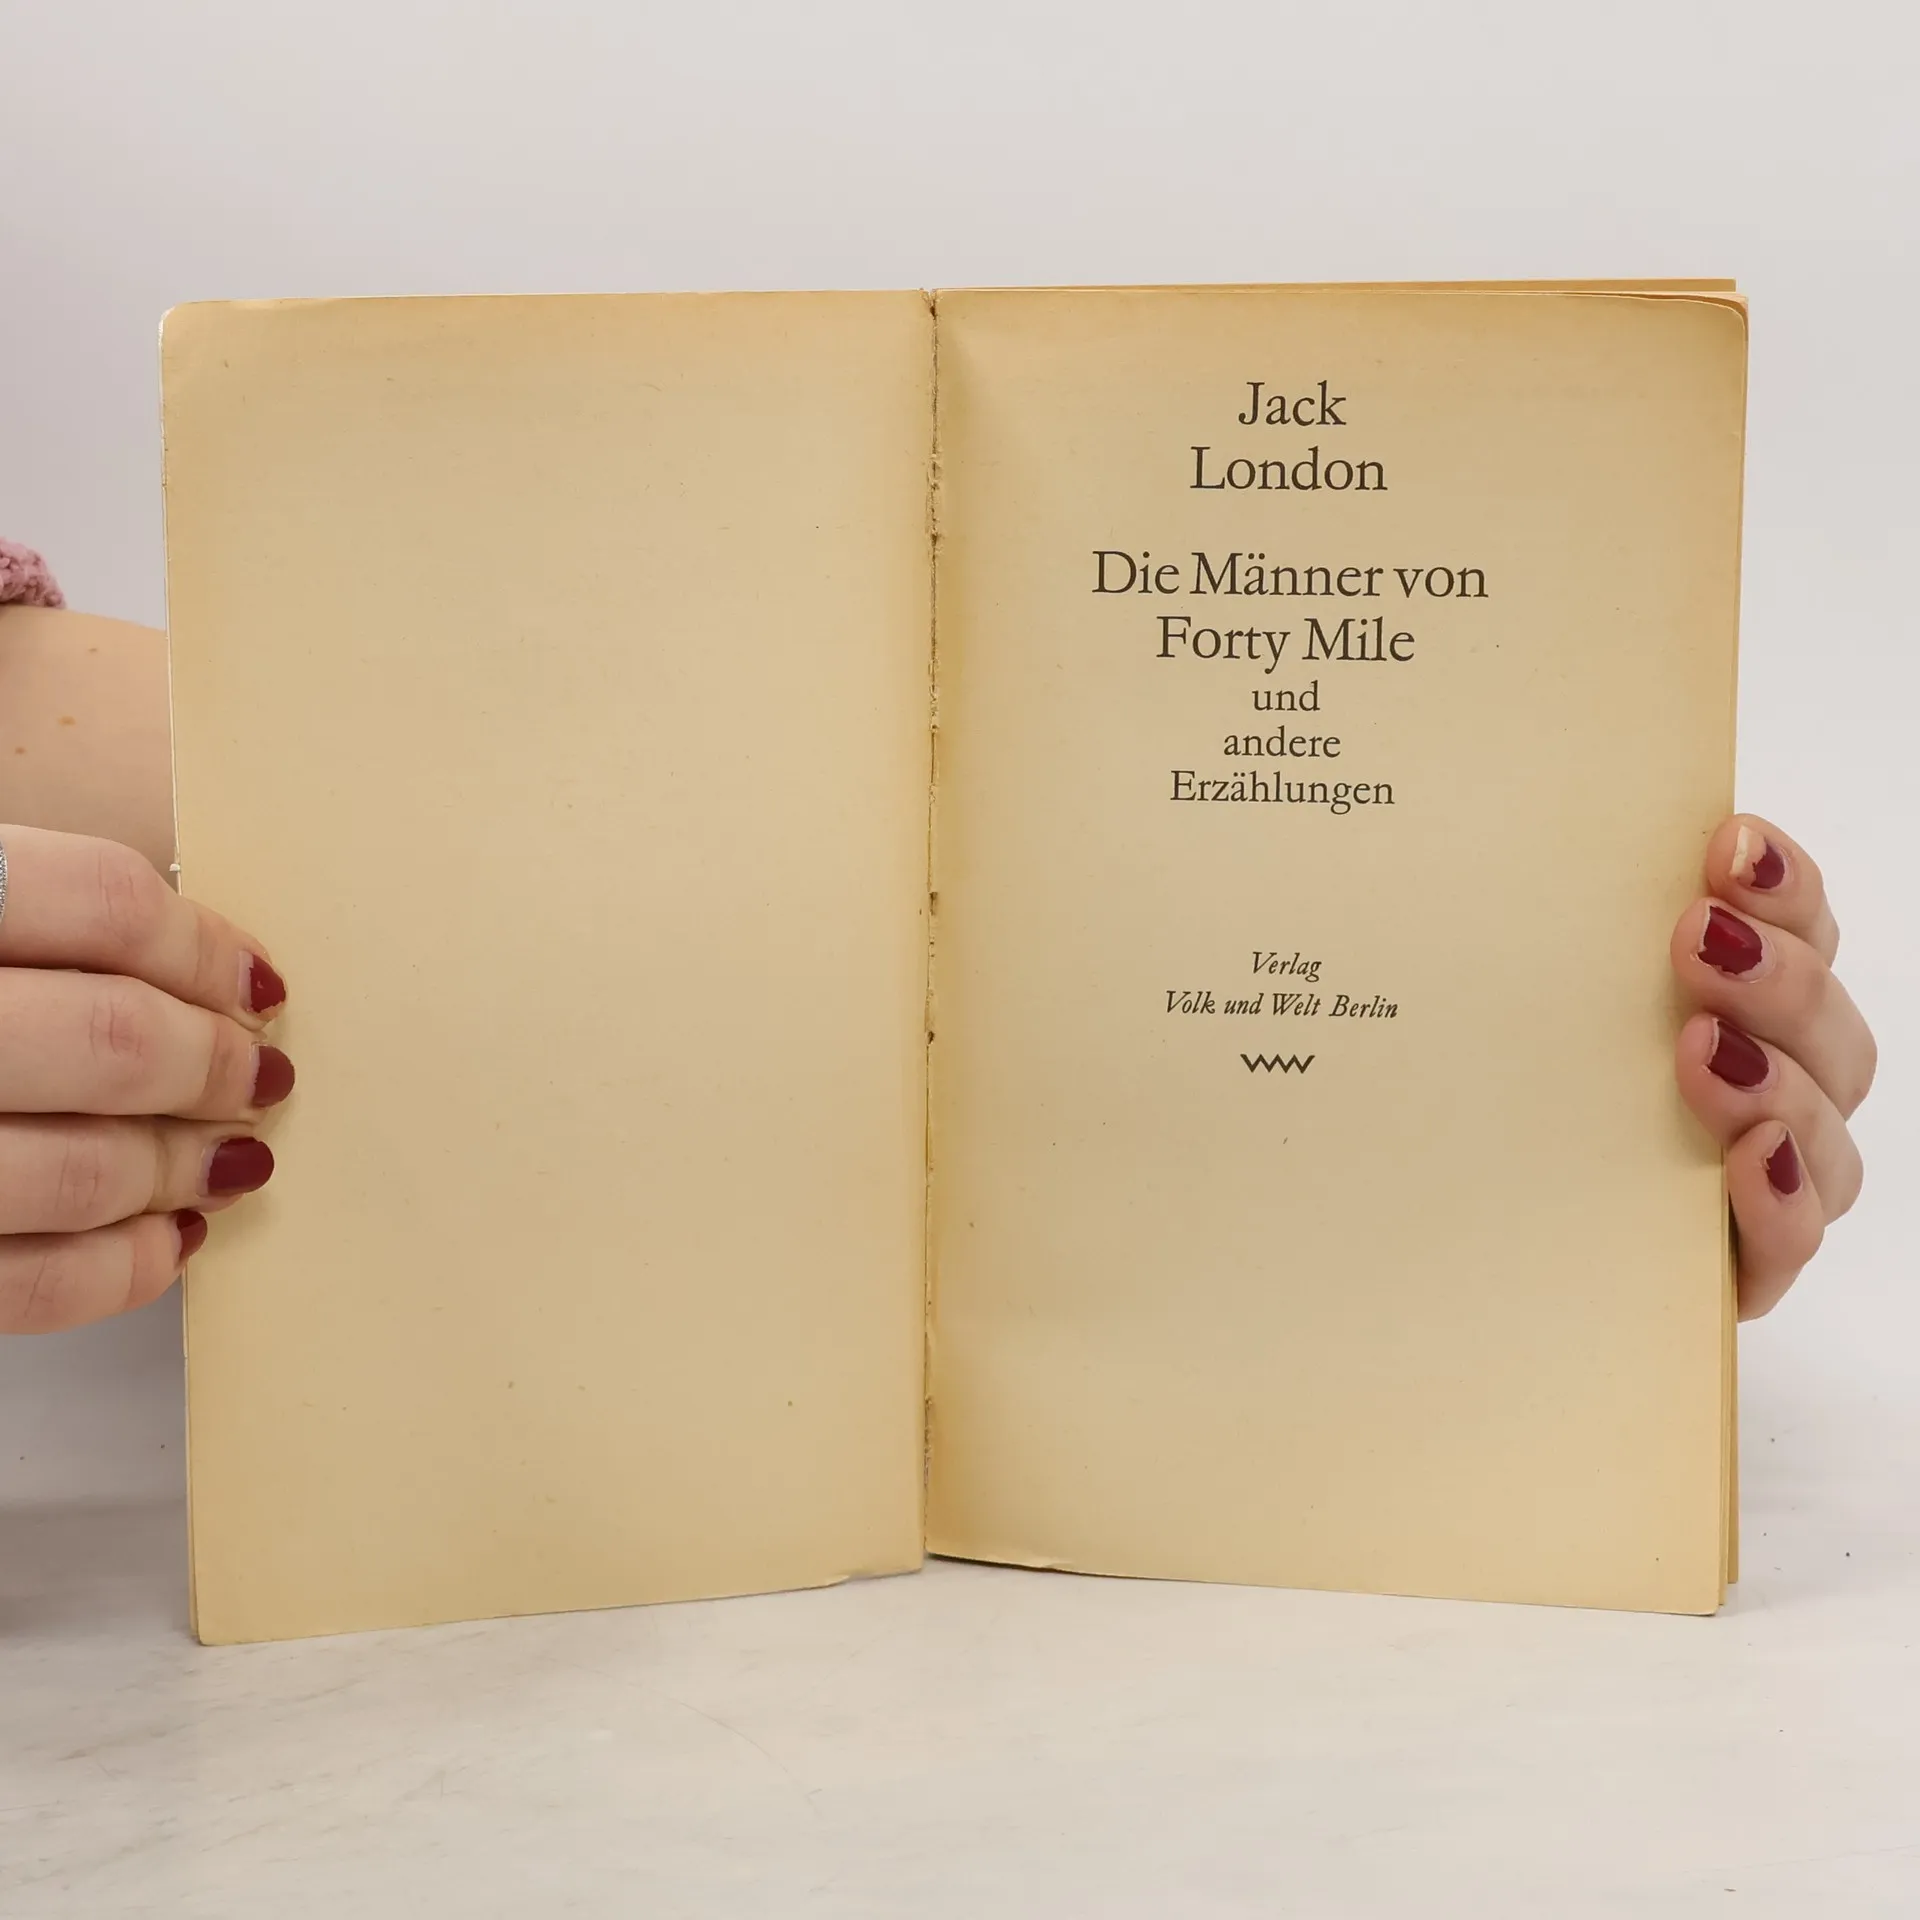 Jack
London
Die Männer von
Forty Mile
und
andere
Erzählungen
Verlag
Volk und Welt Berlin